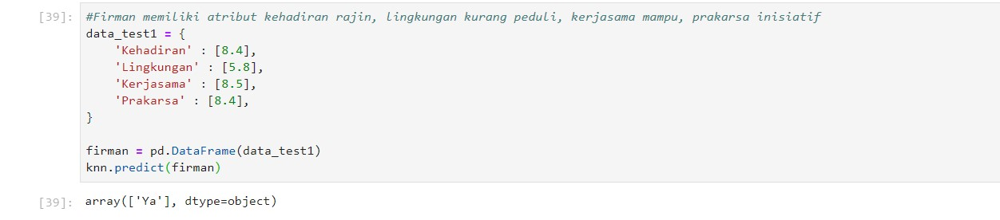 [39]: #Firman memiliki atribut kehadiran rajin, lingkungan kurang peduli, kerjasama mampu, prakarsa inisiatif
data_test1 = {
    'Kehadiran' : [8.4],
    'Lingkungan' : [5.8],
    'Kerjasama' : [8.5],
    'Prakarsa' : [8.4],
}
firman = pd.DataFrame(data_test1)
knn.predict(firman)
[39]: array(['Ya'], dtype=object)